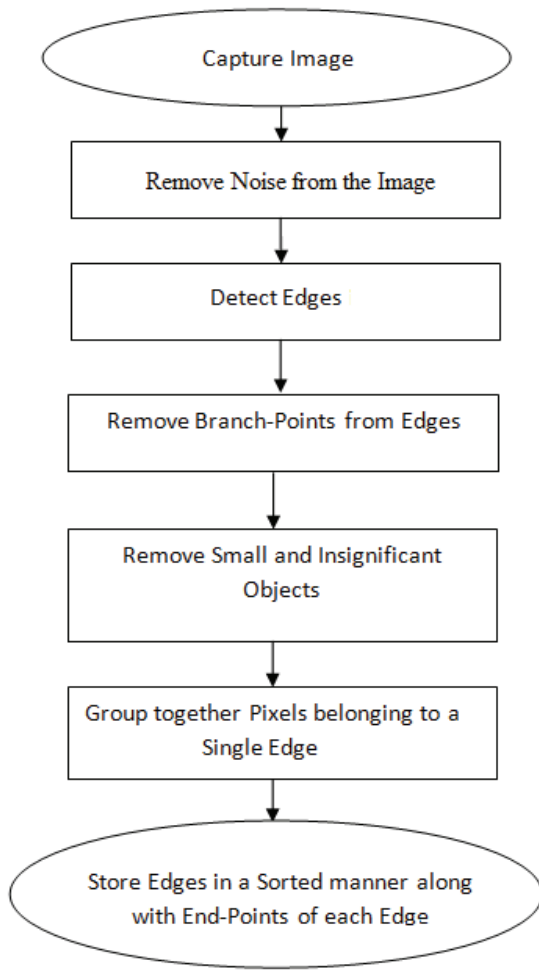 Capture Image
Remove Noise from the Image
Detect Edges
Remove Branch-Points from Edges
Remove Small and Insignificant
Objects
Group together Pixels belonging to a
Single Edge
Store Edges in a Sorted manner along
with End-Points of each Edge